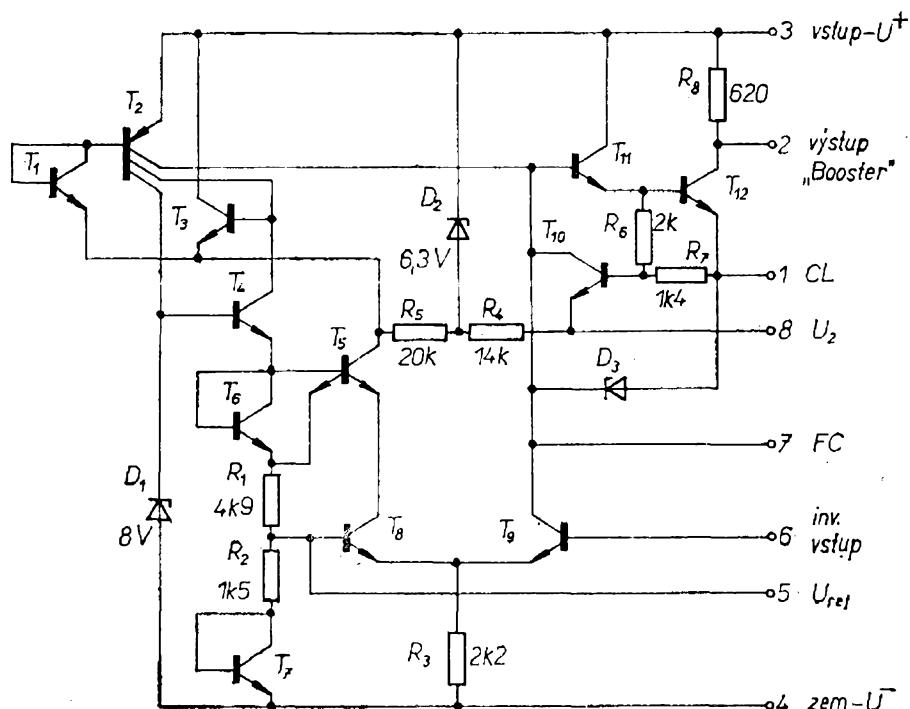 3 vstup-U⁺
R₈
620
T₂
2 výstup
„Booster"
T₁
T₁₁
T₁₂
T₃
D₂
T₁₀
R₆
2k
6,3V
R₇
1k4
1 CL
T₄
T₅
R₅
R₄
20k
14k
8 U₂
D₃
T₆
7 FC
D₁
R₁
4k9
8V
T₈
T₉
6 inv.
vstup
R₂
1k5
5 Uref
T₇
R₃
2k2
4 zem-U⁻